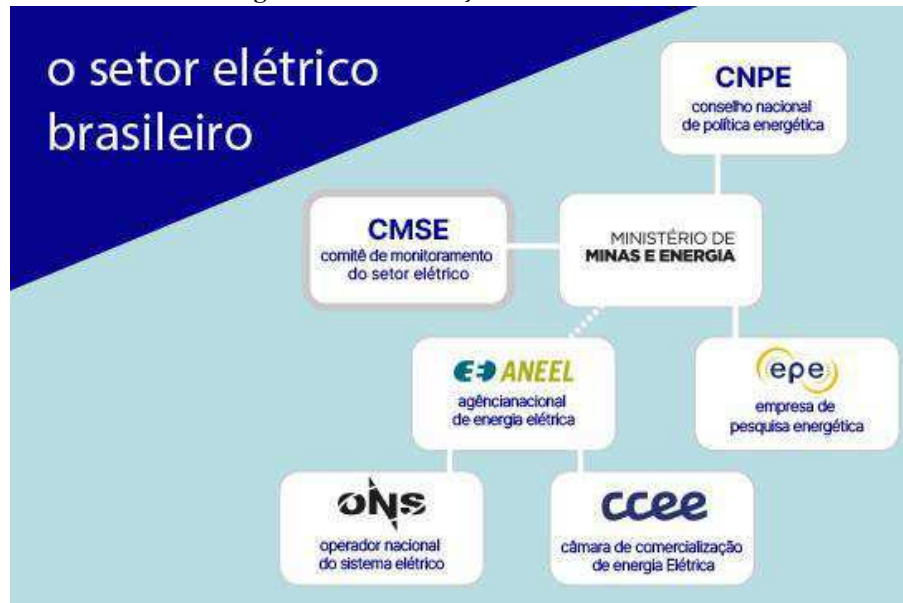 o setor elétrico
brasileiro
CNPE
conselho nacional
de política energética
CMSE
comitê de monitoramento
do setor elétrico
MINISTÉRIO DE
MINAS E ENERGIA
ANEEL
agêncianacional
de energia elétrica
epe
empresa de
pesquisa energética
ONS
operador nacional
do sistema elétrico
ccee
câmara de comercialização
de energia Elétrica